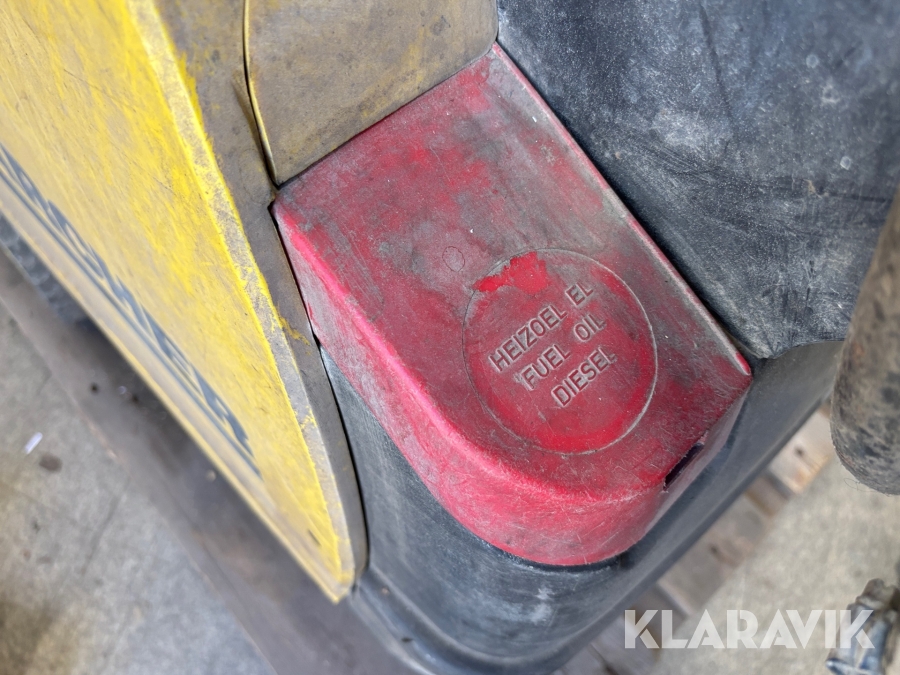 HEIZOEL EL
FUEL OIL
DIESEL
KLARAVIK